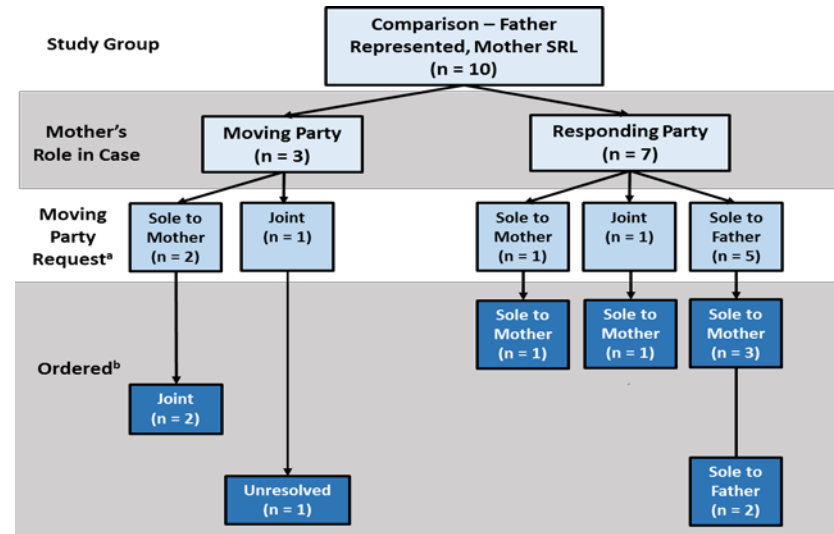 Study Group
Comparison – Father
Represented, Mother SRL
(n = 10)
Mother's
Role in Case
Moving Party
(n = 3)
Responding Party
(n = 7)
Moving
Party
Requestᵃ
Sole to
Mother
(n = 2)
Joint
(n = 1)
Sole to
Mother
(n = 1)
Joint
(n = 1)
Sole to
Father
(n = 5)
Orderedᵇ
Sole to
Mother
(n = 1)
Sole to
Mother
(n = 1)
Sole to
Mother
(n = 3)
Joint
(n = 2)
Unresolved
(n = 1)
Sole to
Father
(n = 2)